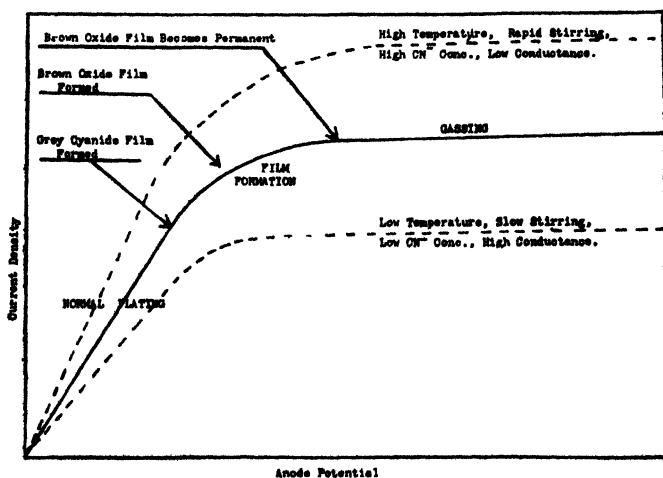 Brown Oxide Film Becomes Permanent
High Temperature, Rapid Stirring,
High CN⁻ Conc., Low Conductance.
Brown Oxide Film
Formed
Grey Cyanide Film
Formed
GASSING
FILM
FORMATION
Low Temperature, Slow Stirring,
Low CN⁻ Conc., High Conductance.
NORMAL PLATING
Current Density
Anode Potential